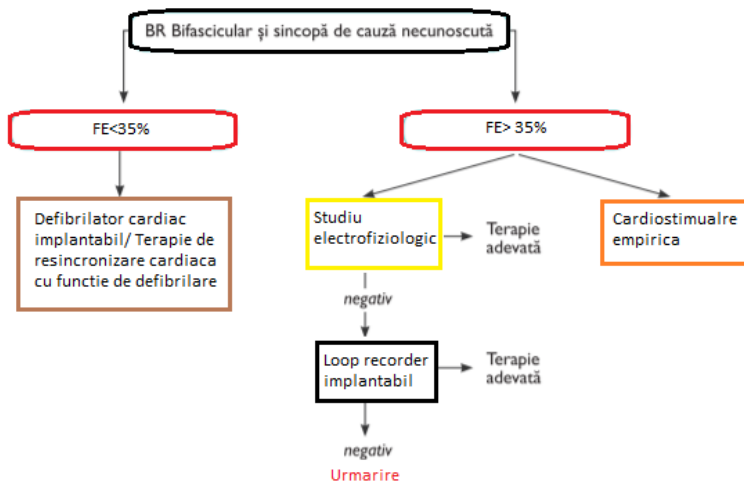 BR Bifascicular și sincopă de cauză necunoscută
FE<35%
FE> 35%
Defibrilator cardiac
implantabil/ Terapie de
resincronizare cardiaca
cu functie de defibrilare
Studiu
electrofiziologic
Terapie
adevată
Cardiostimualre
empirica
negativ
Loop recorder
implantabil
Terapie
adevată
negativ
Urmarire